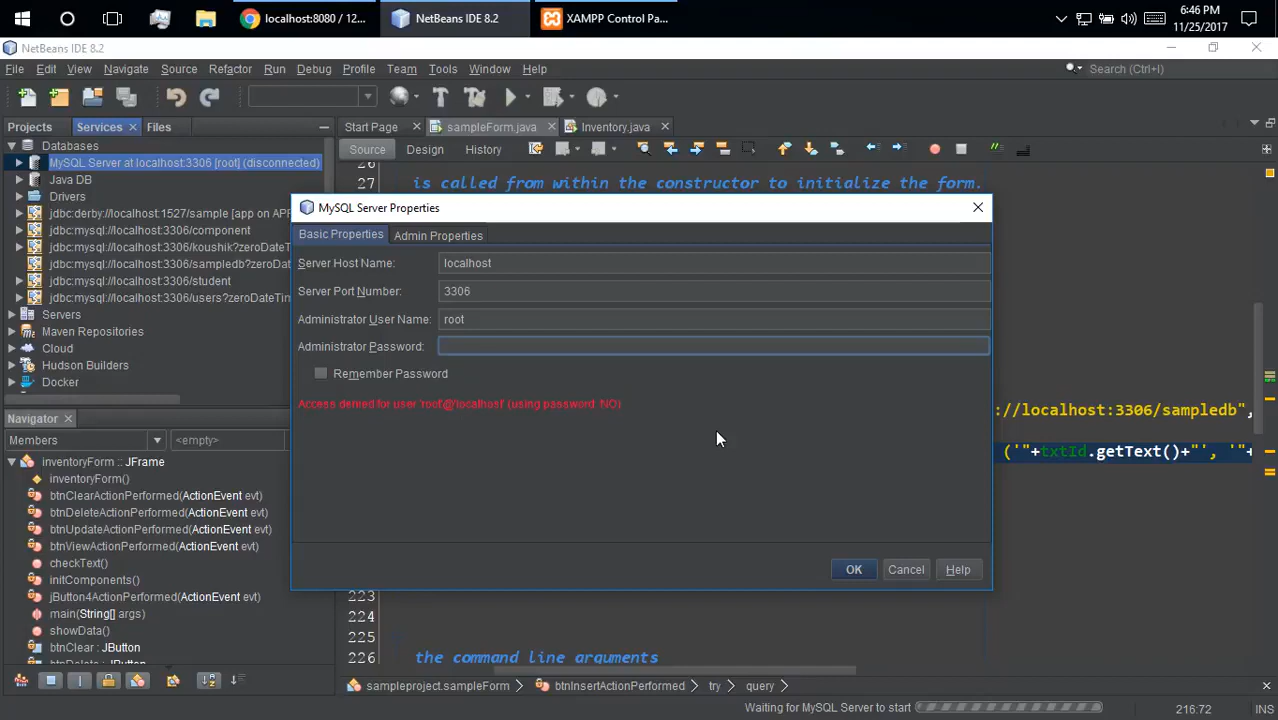 localhost:8080 / 12...
NetBeans IDE 8.2
XAMPP Control Pa...
6:46 PM
11/25/2017
NetBeans IDE 8.2
File Edit View Navigate Source Refactor Run Debug Profile Team Tools Window Help
Search (Ctrl+I)
Projects Services Files
Start Page sampleForm.java Inventory.java
Source Design History
Databases
MySQL Server at localhost:3306 [root] (disconnected)
Java DB
Drivers
jdbc:derby://localhost:1527/sample [app on APP
jdbc:mysql://localhost:3306/component
jdbc:mysql://localhost:3306/koushik?zeroDateT
jdbc:mysql://localhost:3306/sampledb?zeroDat
jdbc:mysql://localhost:3306/student
jdbc:mysql://localhost:3306/users?zeroDateTim
Servers
Maven Repositories
Cloud
Hudson Builders
Docker
26
27 is called from within the constructor to initialize the form.
MySQL Server Properties
Basic Properties Admin Properties
Server Host Name: localhost
Server Port Number: 3306
Administrator User Name: root
Administrator Password:
Remember Password
Access denied for user 'root'@'localhost' (using password: NO)
OK Cancel Help
://localhost:3306/sampledb",
('"+txtId.getText()+"', '"+
223
224
225
226 the command line arguments
Navigator
Members <empty>
inventoryForm :: JFrame
inventoryForm()
btnClearActionPerformed(ActionEvent evt)
btnDeleteActionPerformed(ActionEvent evt)
btnUpdateActionPerformed(ActionEvent evt)
btnViewActionPerformed(ActionEvent evt)
checkText()
initComponents()
jButton4ActionPerformed(ActionEvent evt)
main(String[] args)
showData()
btnClear : JButton
btnDelete : JButton
sampleproject.sampleForm btnInsertActionPerformed try query
Waiting for MySQL Server to start
216:72 INS